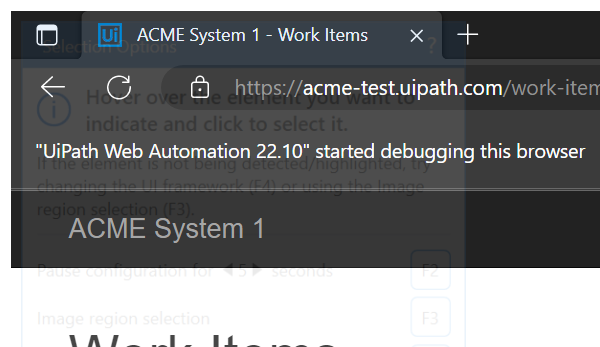 Ui ACME System 1 - Work Items
Selection Options ?
https://acme-test.uipath.com/work-item
Hover over the element you want to
indicate and click to select it.
"UiPath Web Automation 22.10" started debugging this browser
If the element is not being detected/highlighted, try
changing the UI framework (F4) or using the Image
region selection (F3).
ACME System 1
Pause configuration for 5 seconds F2
Image region selection F3
Work Items